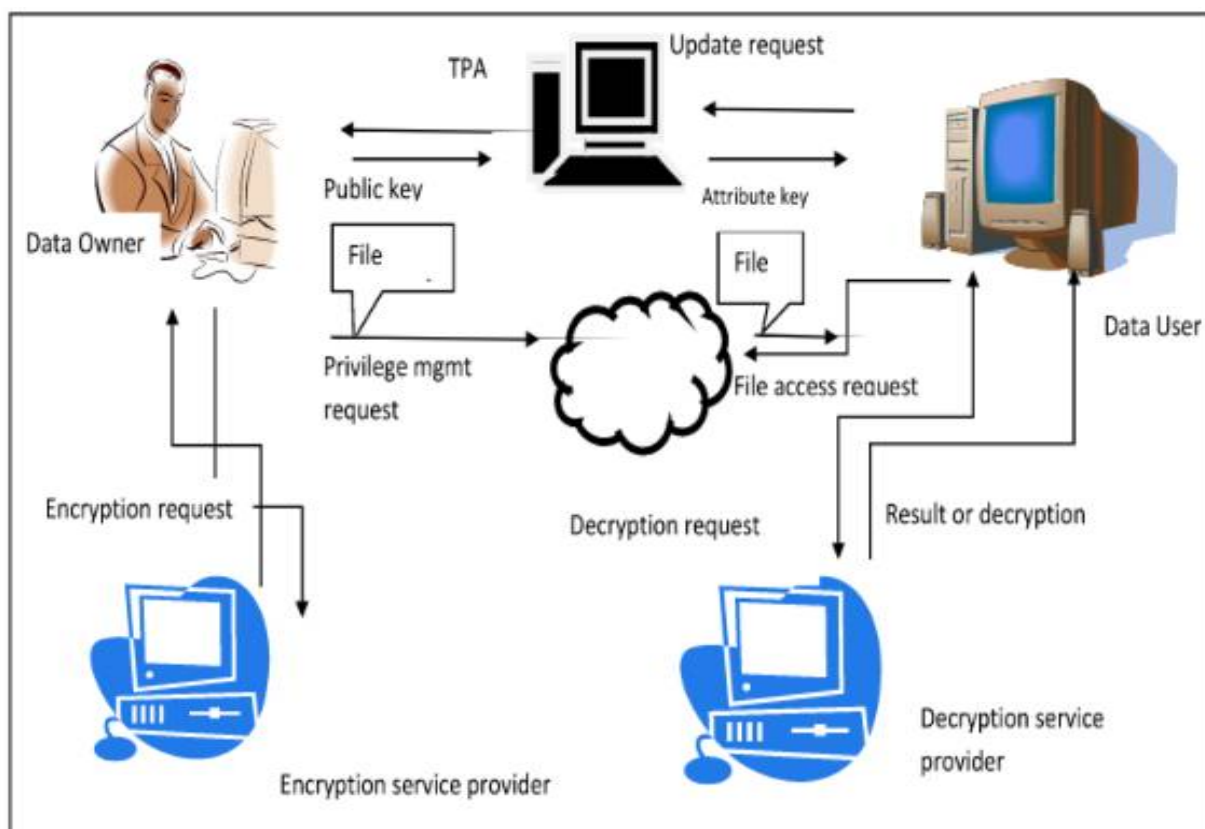 Update request
TPA
Public key
Attribute key
Data Owner
File
File
Data User
Privilege mgmt
request
File access request
Encryption request
Decryption request
Result or decryption
Decryption service
provider
Encryption service provider